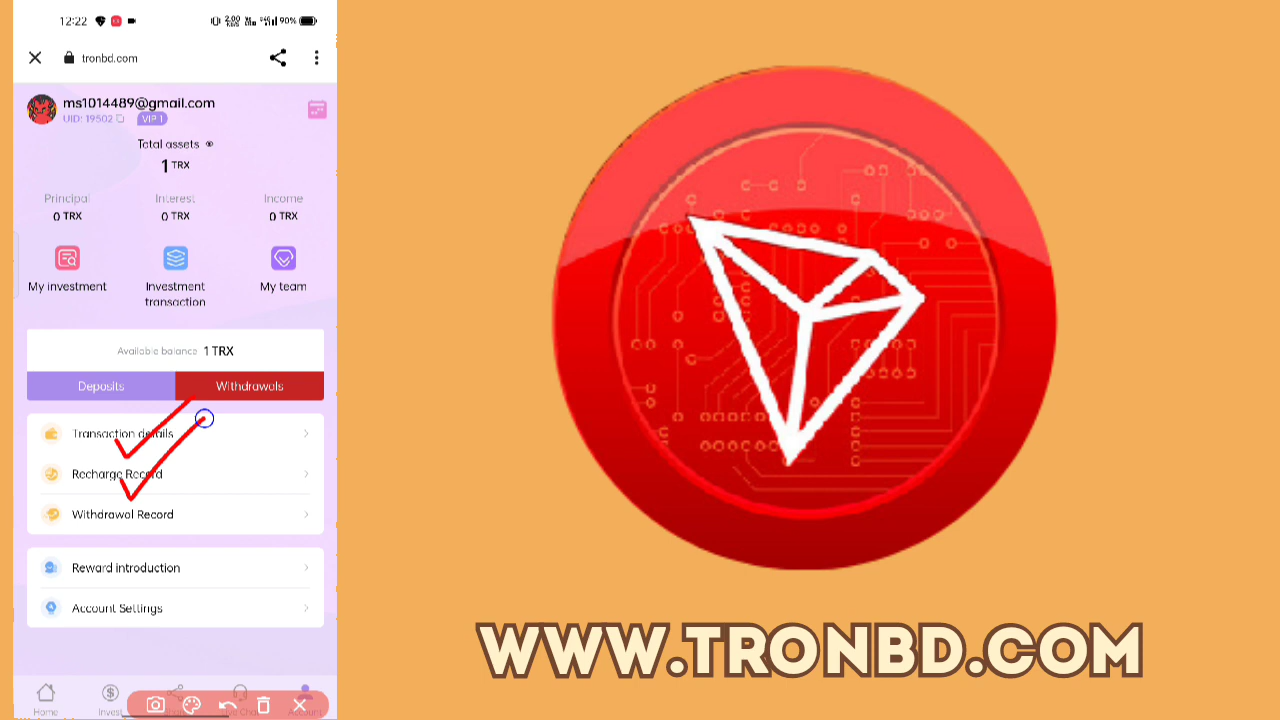 12:22
2.00
90%
tronbd.com
ms1014489@gmail.com
UID: 19502
VIP 1
Total assets
1 TRX
Principal Interest Income
0 TRX 0 TRX 0 TRX
My investment Investment transaction My team
Available balance 1 TRX
Deposits Withdrawals
Transaction details
Recharge Record
Withdrawal Record
Reward introduction
Account Settings
Home Invest Account
WWW.TRONBD.COM